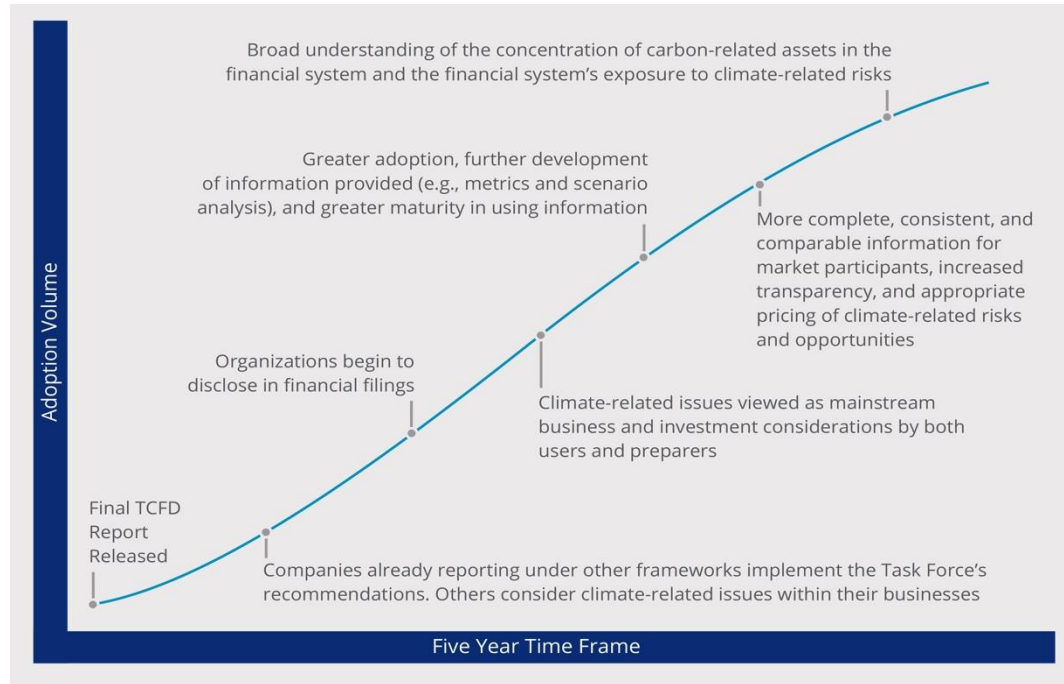 Broad understanding of the concentration of carbon-related assets in the
financial system and the financial system’s exposure to climate-related risks
Greater adoption, further development
of information provided (e.g., metrics and scenario
analysis), and greater maturity in using information
More complete, consistent, and
comparable information for
market participants, increased
transparency, and appropriate
pricing of climate-related risks
and opportunities
Adoption Volume
Organizations begin to
disclose in financial filings
Climate-related issues viewed as mainstream
business and investment considerations by both
users and preparers
Final TCFD
Report
Released
Companies already reporting under other frameworks implement the Task Force’s
recommendations. Others consider climate-related issues within their businesses
Five Year Time Frame